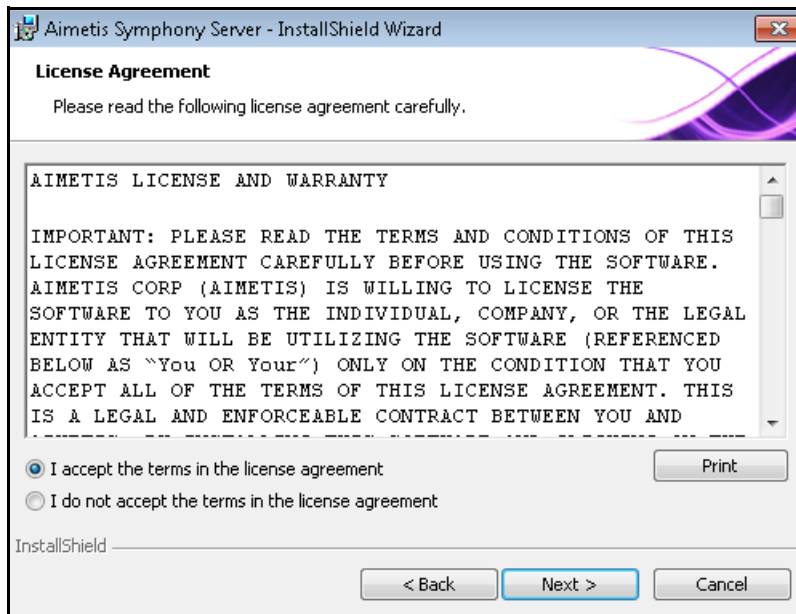 Aimetis Symphony Server - InstallShield Wizard
License Agreement
Please read the following license agreement carefully.
AIMETIS LICENSE AND WARRANTY
IMPORTANT: PLEASE READ THE TERMS AND CONDITIONS OF THIS
LICENSE AGREEMENT CAREFULLY BEFORE USING THE SOFTWARE.
AIMETIS CORP (AIMETIS) IS WILLING TO LICENSE THE
SOFTWARE TO YOU AS THE INDIVIDUAL, COMPANY, OR THE LEGAL
ENTITY THAT WILL BE UTILIZING THE SOFTWARE (REFERENCED
BELOW AS “You OR Your”) ONLY ON THE CONDITION THAT YOU
ACCEPT ALL OF THE TERMS OF THIS LICENSE AGREEMENT. THIS
IS A LEGAL AND ENFORCEABLE CONTRACT BETWEEN YOU AND
I accept the terms in the license agreement
Print
I do not accept the terms in the license agreement
InstallShield
< Back
Next >
Cancel